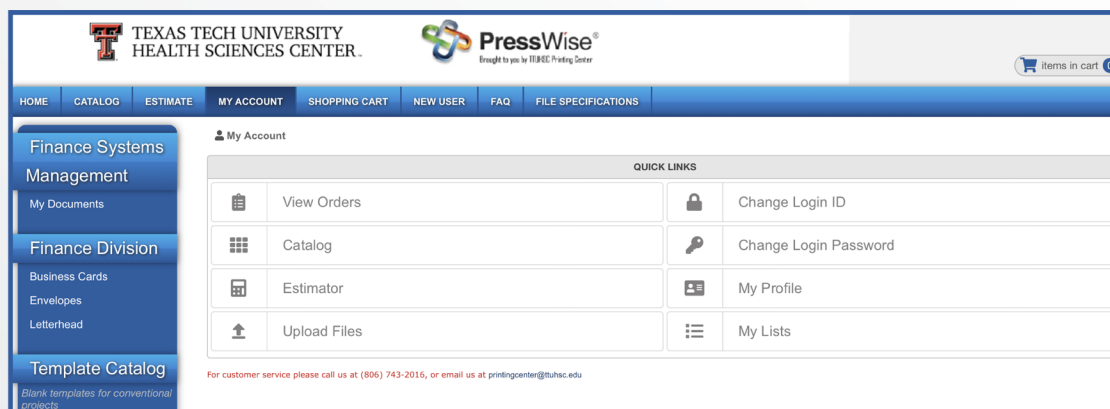 TEXAS TECH UNIVERSITY
HEALTH SCIENCES CENTER™
PressWise®
Brought to you by TTUHSC Printing Center
items in cart
HOME CATALOG ESTIMATE MY ACCOUNT SHOPPING CART NEW USER FAQ FILE SPECIFICATIONS
Finance Systems
Management
My Documents
Finance Division
Business Cards
Envelopes
Letterhead
Template Catalog
Blank templates for conventional
projects
My Account
QUICK LINKS
View Orders
Change Login ID
Catalog
Change Login Password
Estimator
My Profile
Upload Files
My Lists
For customer service please call us at (806) 743-2016, or email us at printingcenter@ttuhsc.edu